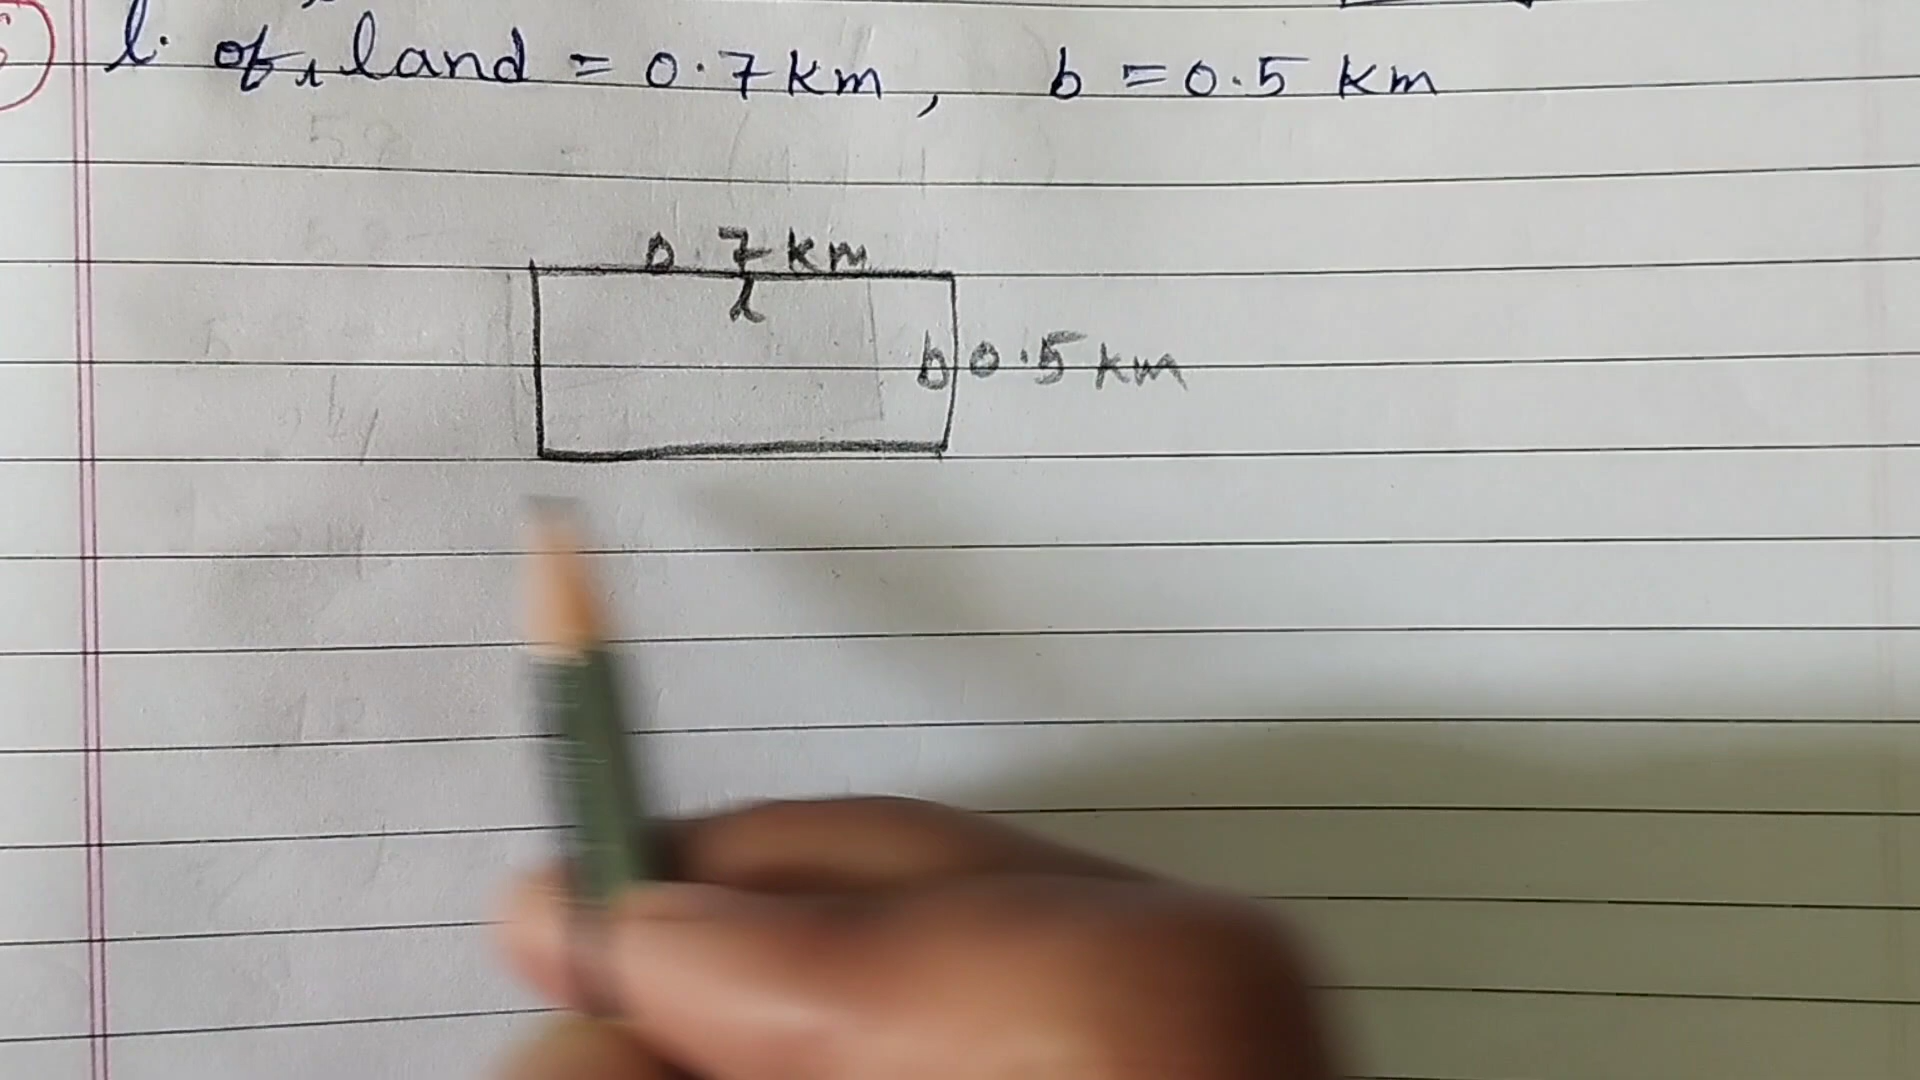 l. of land = 0.7 km, b = 0.5 km
0.7 km
l
b 0.5 km